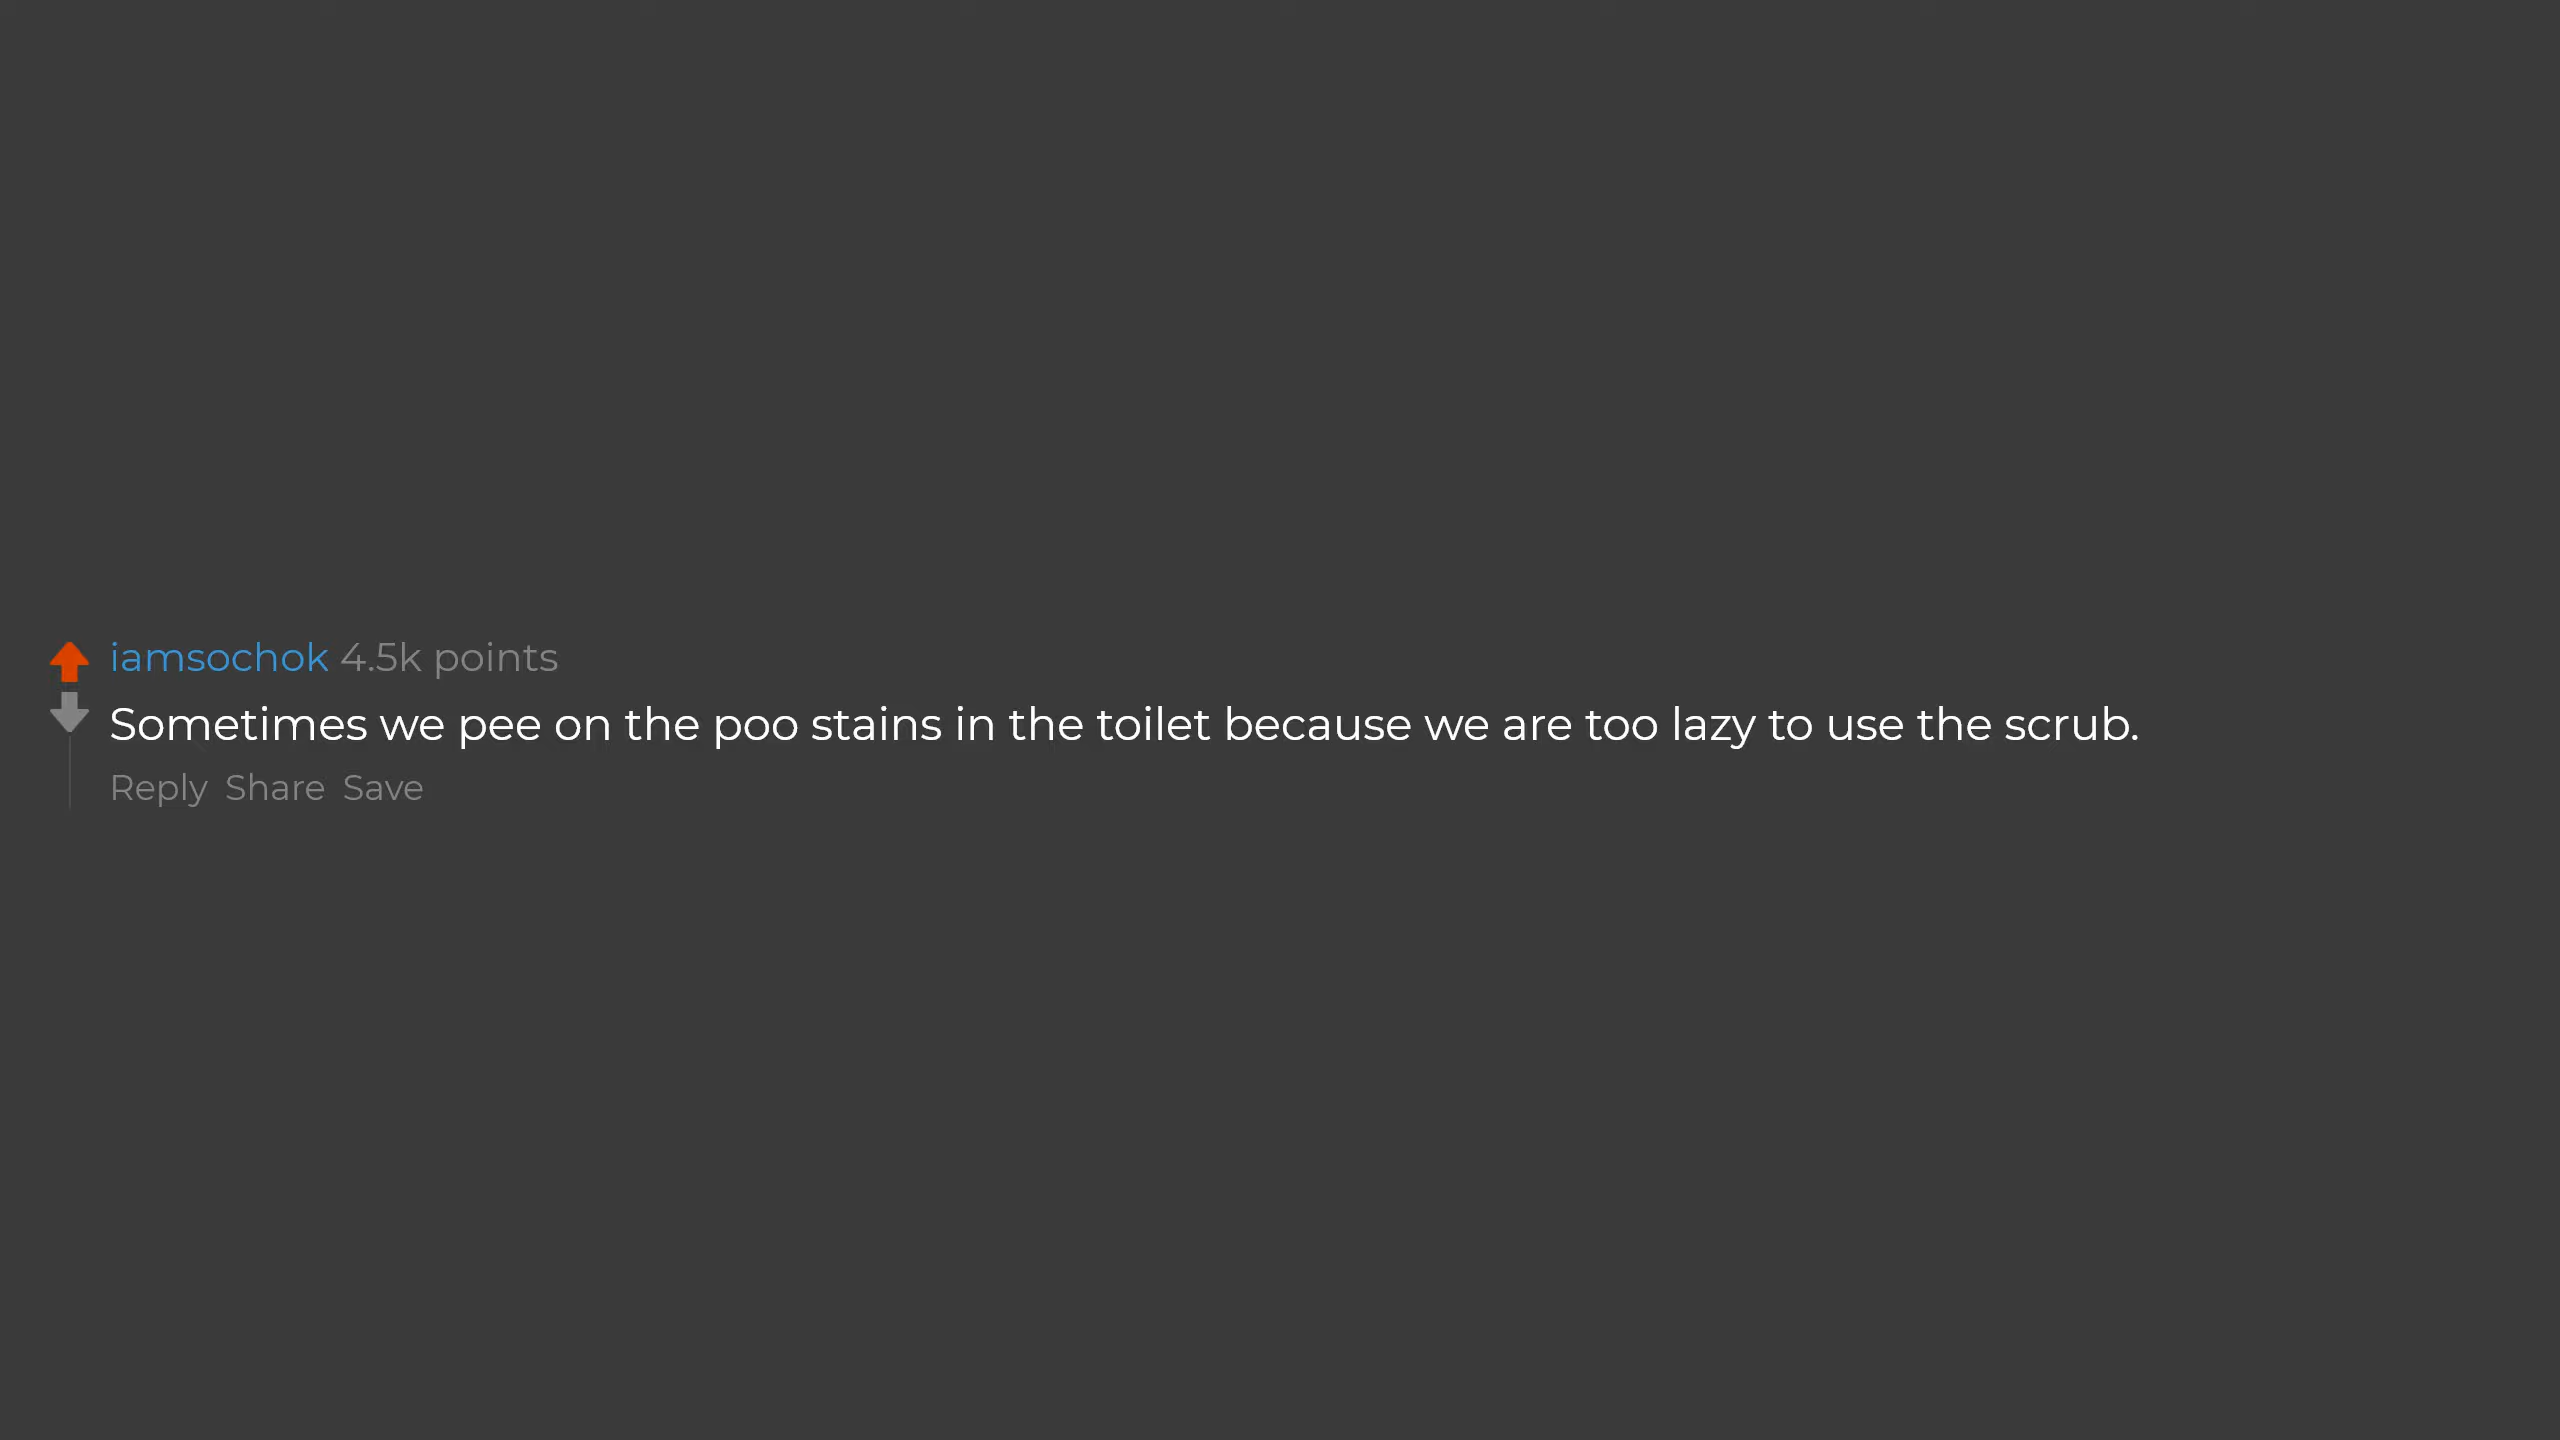 iamsochok 4.5k points
Sometimes we pee on the poo stains in the toilet because we are too lazy to use the scrub.
Reply Share Save